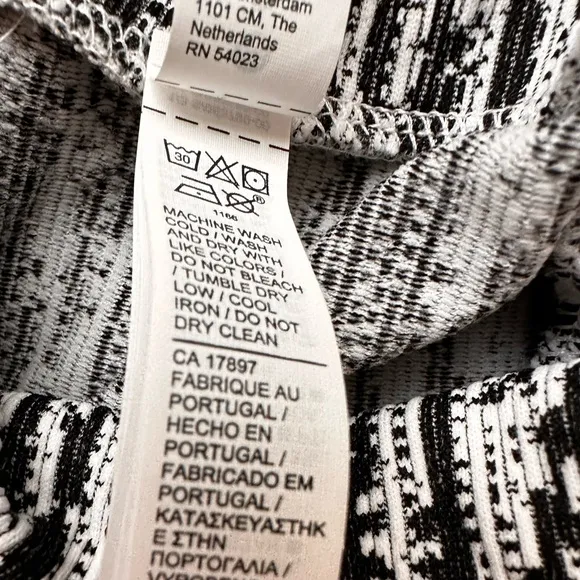 1101 CM, The
Netherlands
RN 54023
30
1166
MACHINE WASH
COLD / WASH
AND DRY WITH
LIKE COLORS /
DO NOT BLEACH
/ TUMBLE DRY
LOW / COOL
IRON / DO NOT
DRY CLEAN
CA 17897
FABRIQUE AU
PORTUGAL /
HECHO EN
PORTUGAL /
FABRICADO EM
PORTUGAL /
ΚΑΤΑΣΚΕΥΑΣΤΗΚ
Ε ΣΤΗΝ
ΠΟΡΤΟΓΑΛΙΑ /